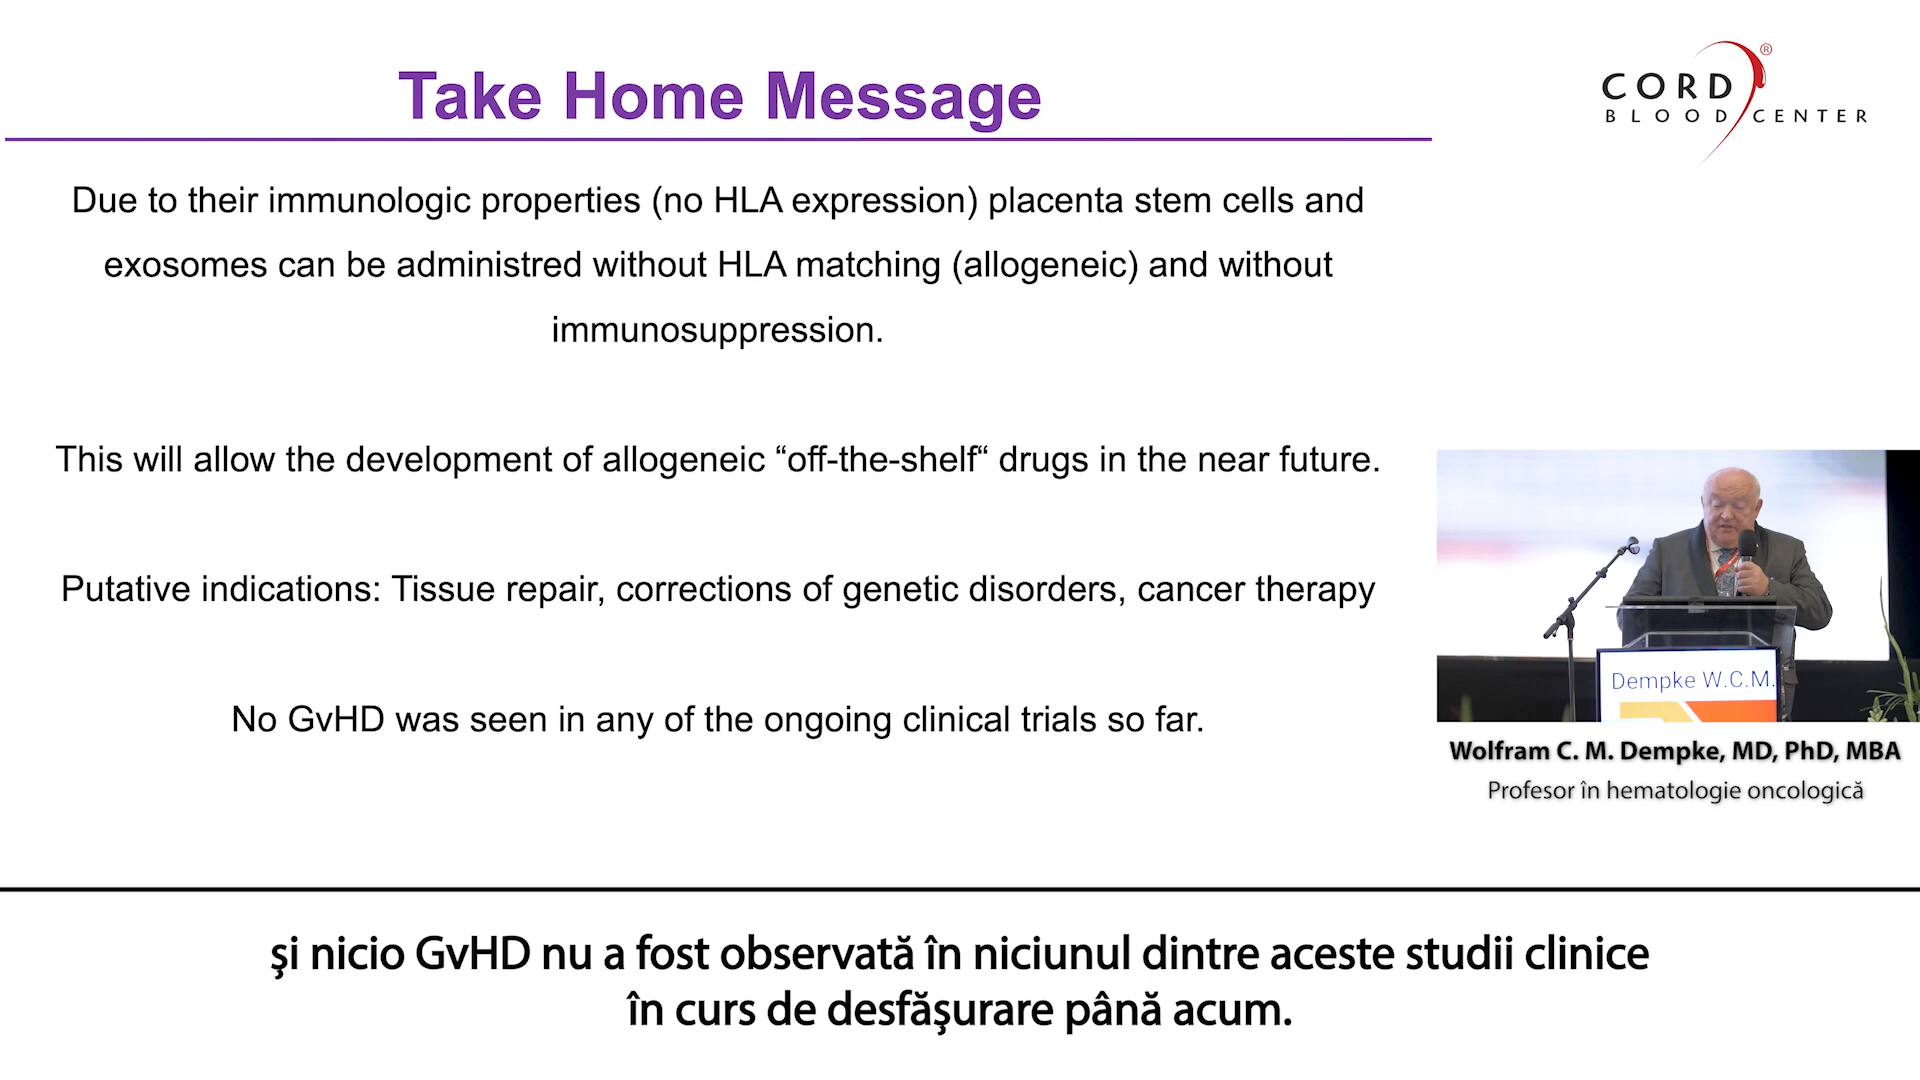 Take Home Message
CORD
BLOOD CENTER
®
Due to their immunologic properties (no HLA expression) placenta stem cells and
exosomes can be administred without HLA matching (allogeneic) and without
immunosuppression.
This will allow the development of allogeneic “off-the-shelf“ drugs in the near future.
Putative indications: Tissue repair, corrections of genetic disorders, cancer therapy
No GvHD was seen in any of the ongoing clinical trials so far.
Dempke W.C.M.
Wolfram C. M. Dempke, MD, PhD, MBA
Profesor în hematologie oncologică
și nicio GvHD nu a fost observată în niciunul dintre aceste studii clinice
în curs de desfășurare până acum.